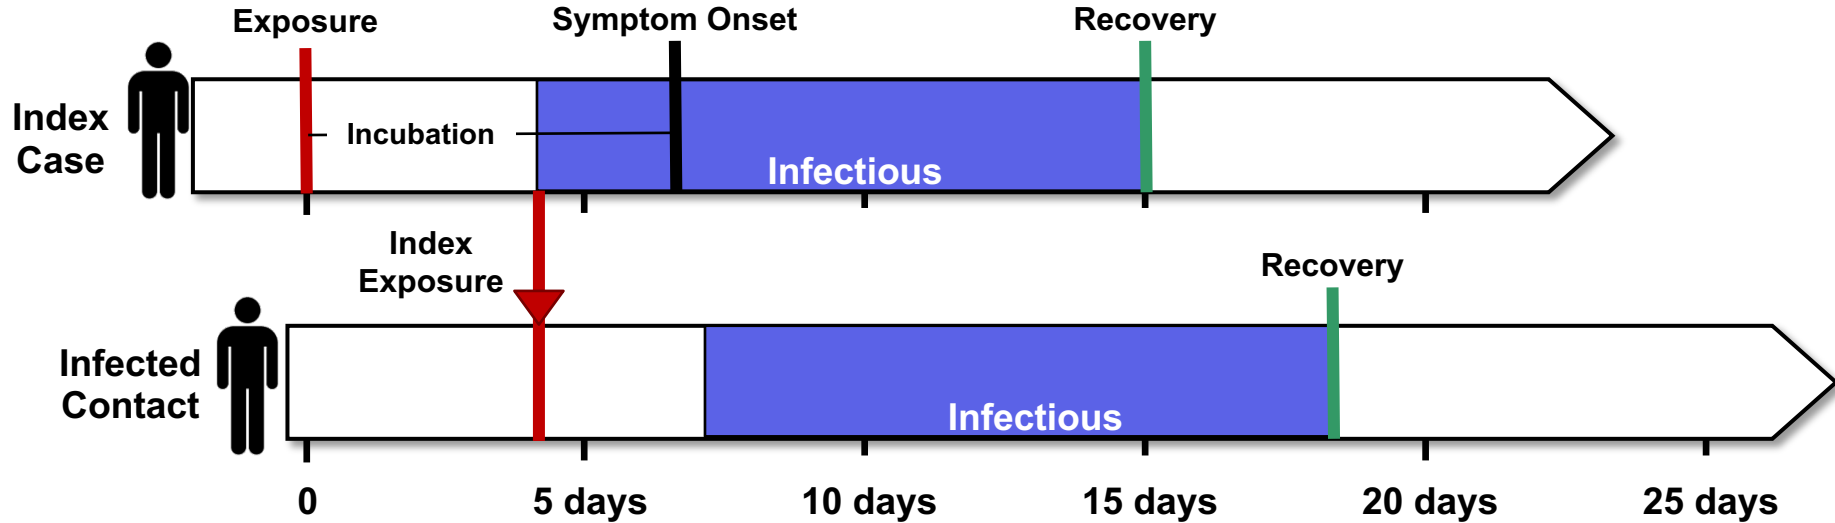 Exposure
Symptom Onset
Recovery
Index
Case
Incubation
Infectious
Index
Exposure
Recovery
Infected
Contact
Infectious
0
5 days
10 days
15 days
20 days
25 days